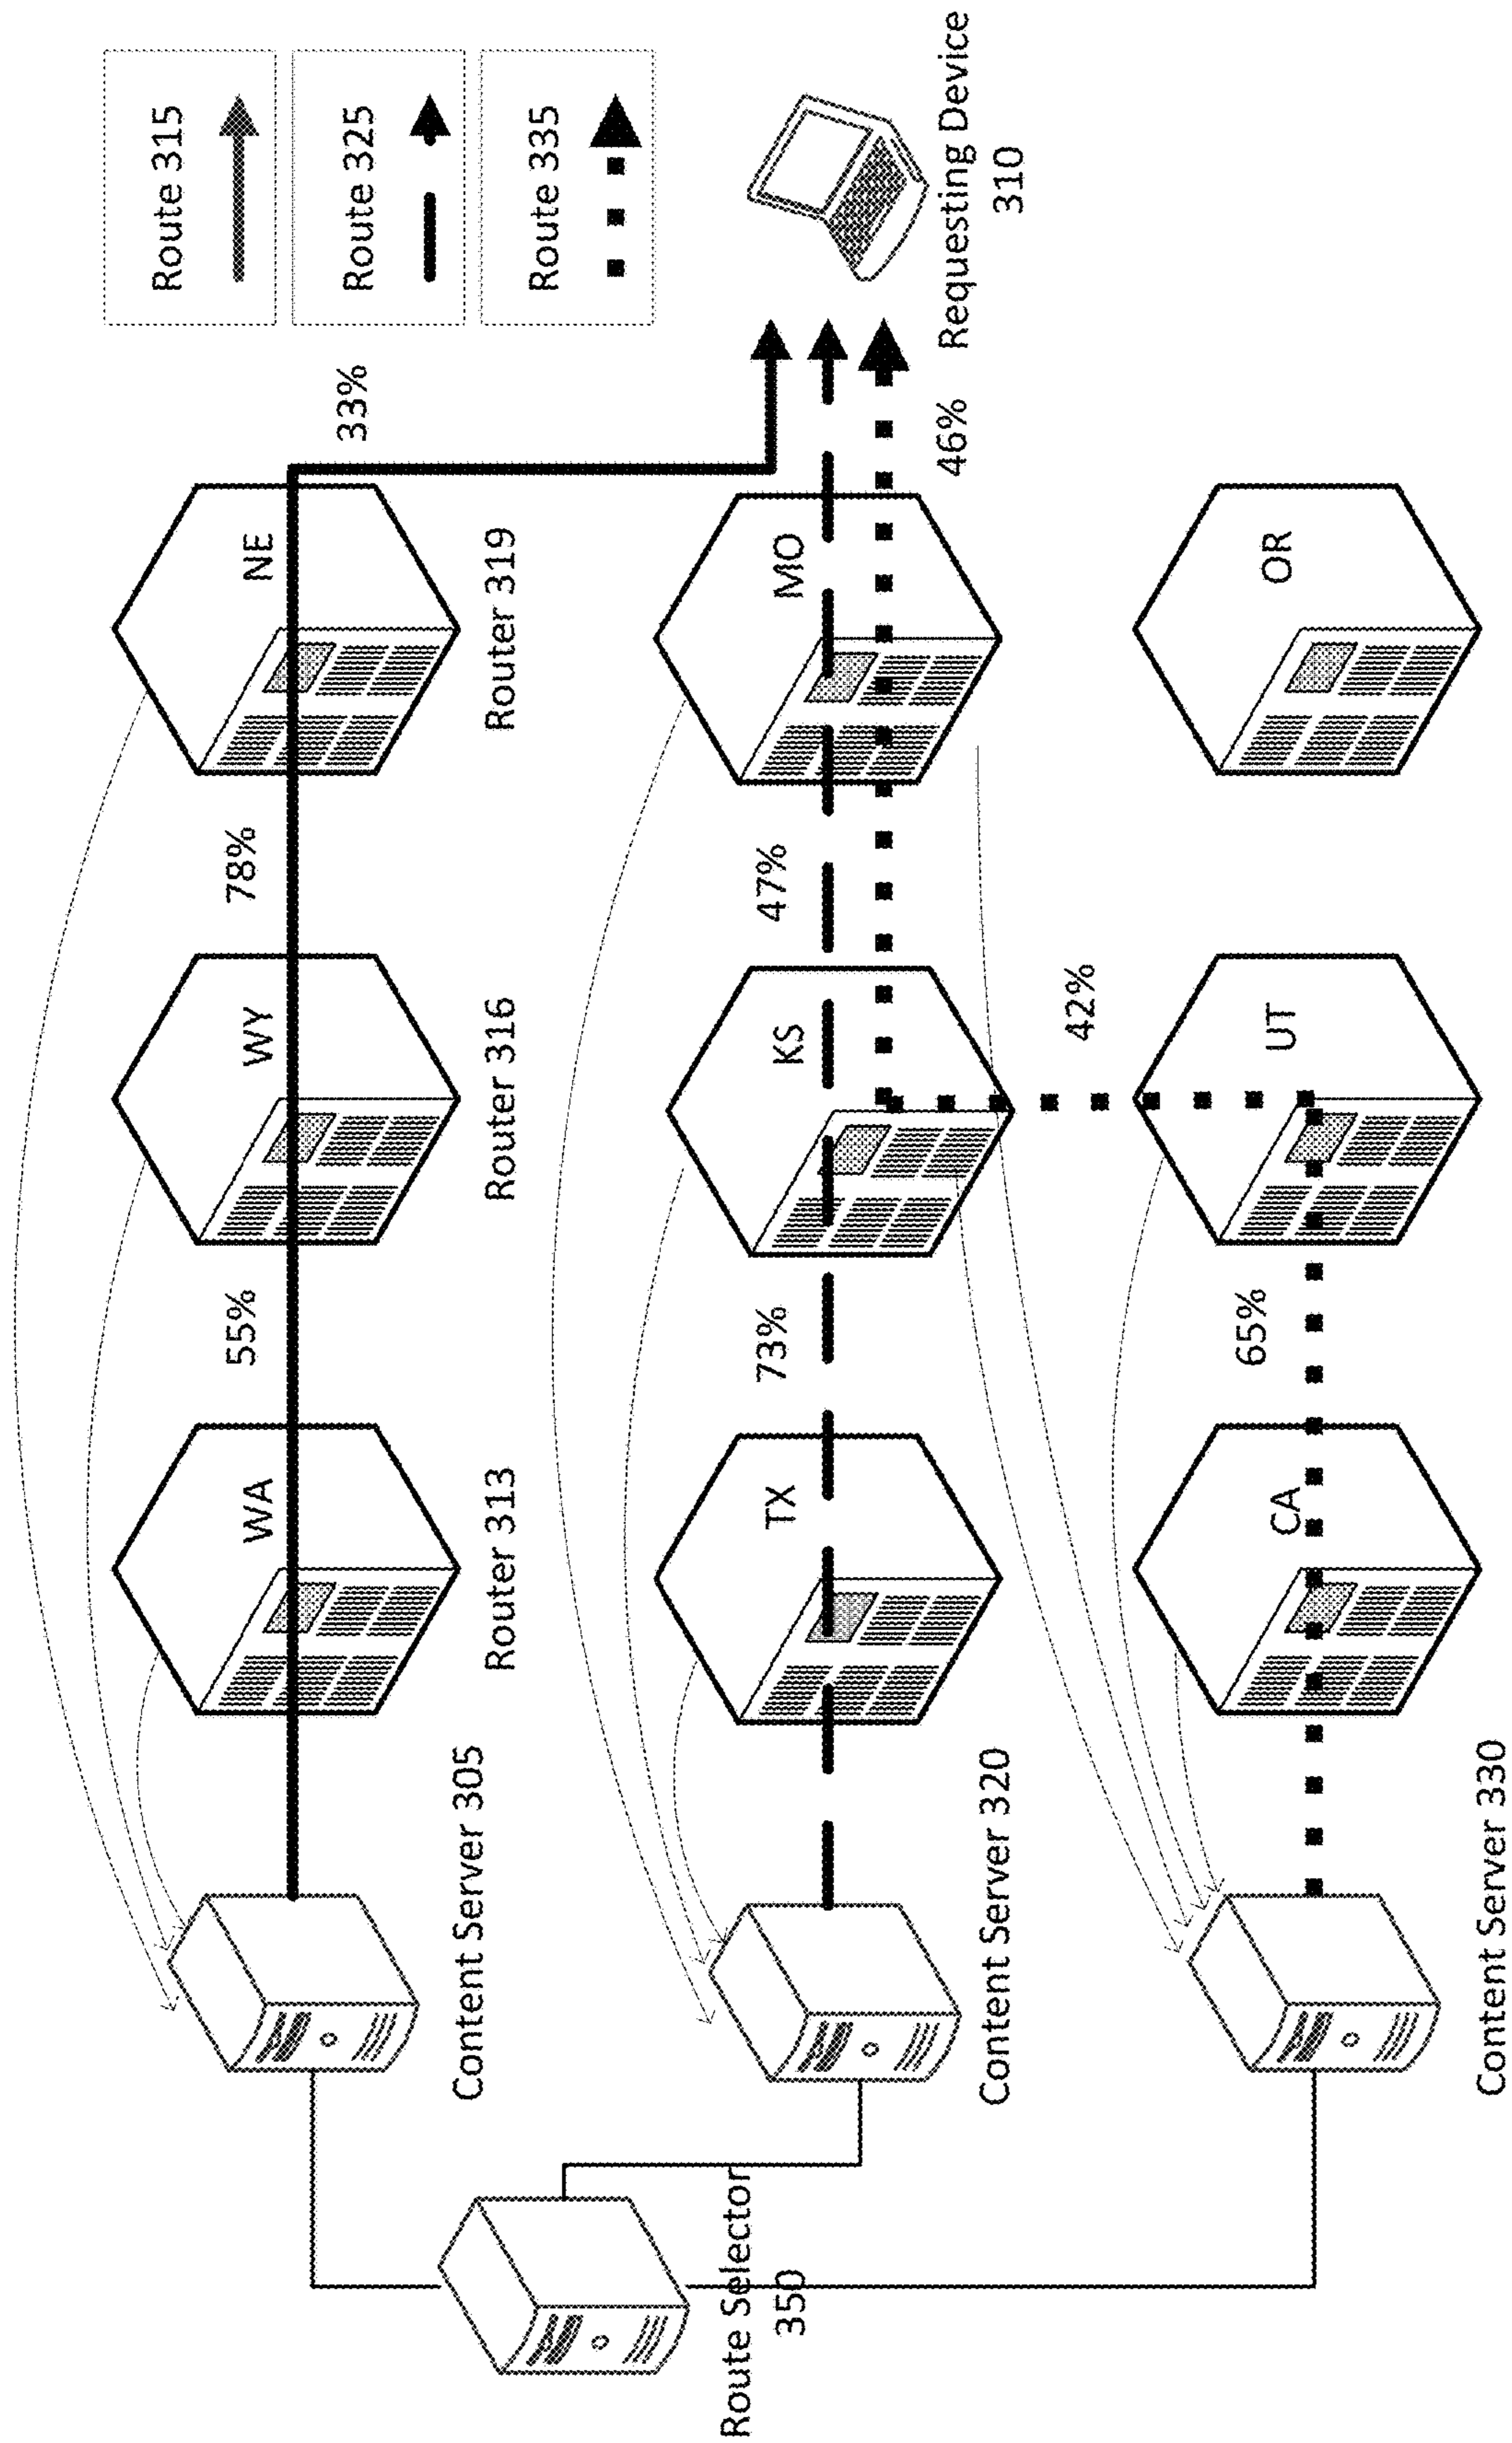 Route 315
Route 325
Route 335
33%
NE
78%
WY
55%
WA
Router 319
Router 316
Router 313
Content Server 305
Requesting Device
310
46%
MO
47%
KS
73%
TX
Content Server 320
Route Selector
350
42%
OR
UT
65%
CA
Content Server 330